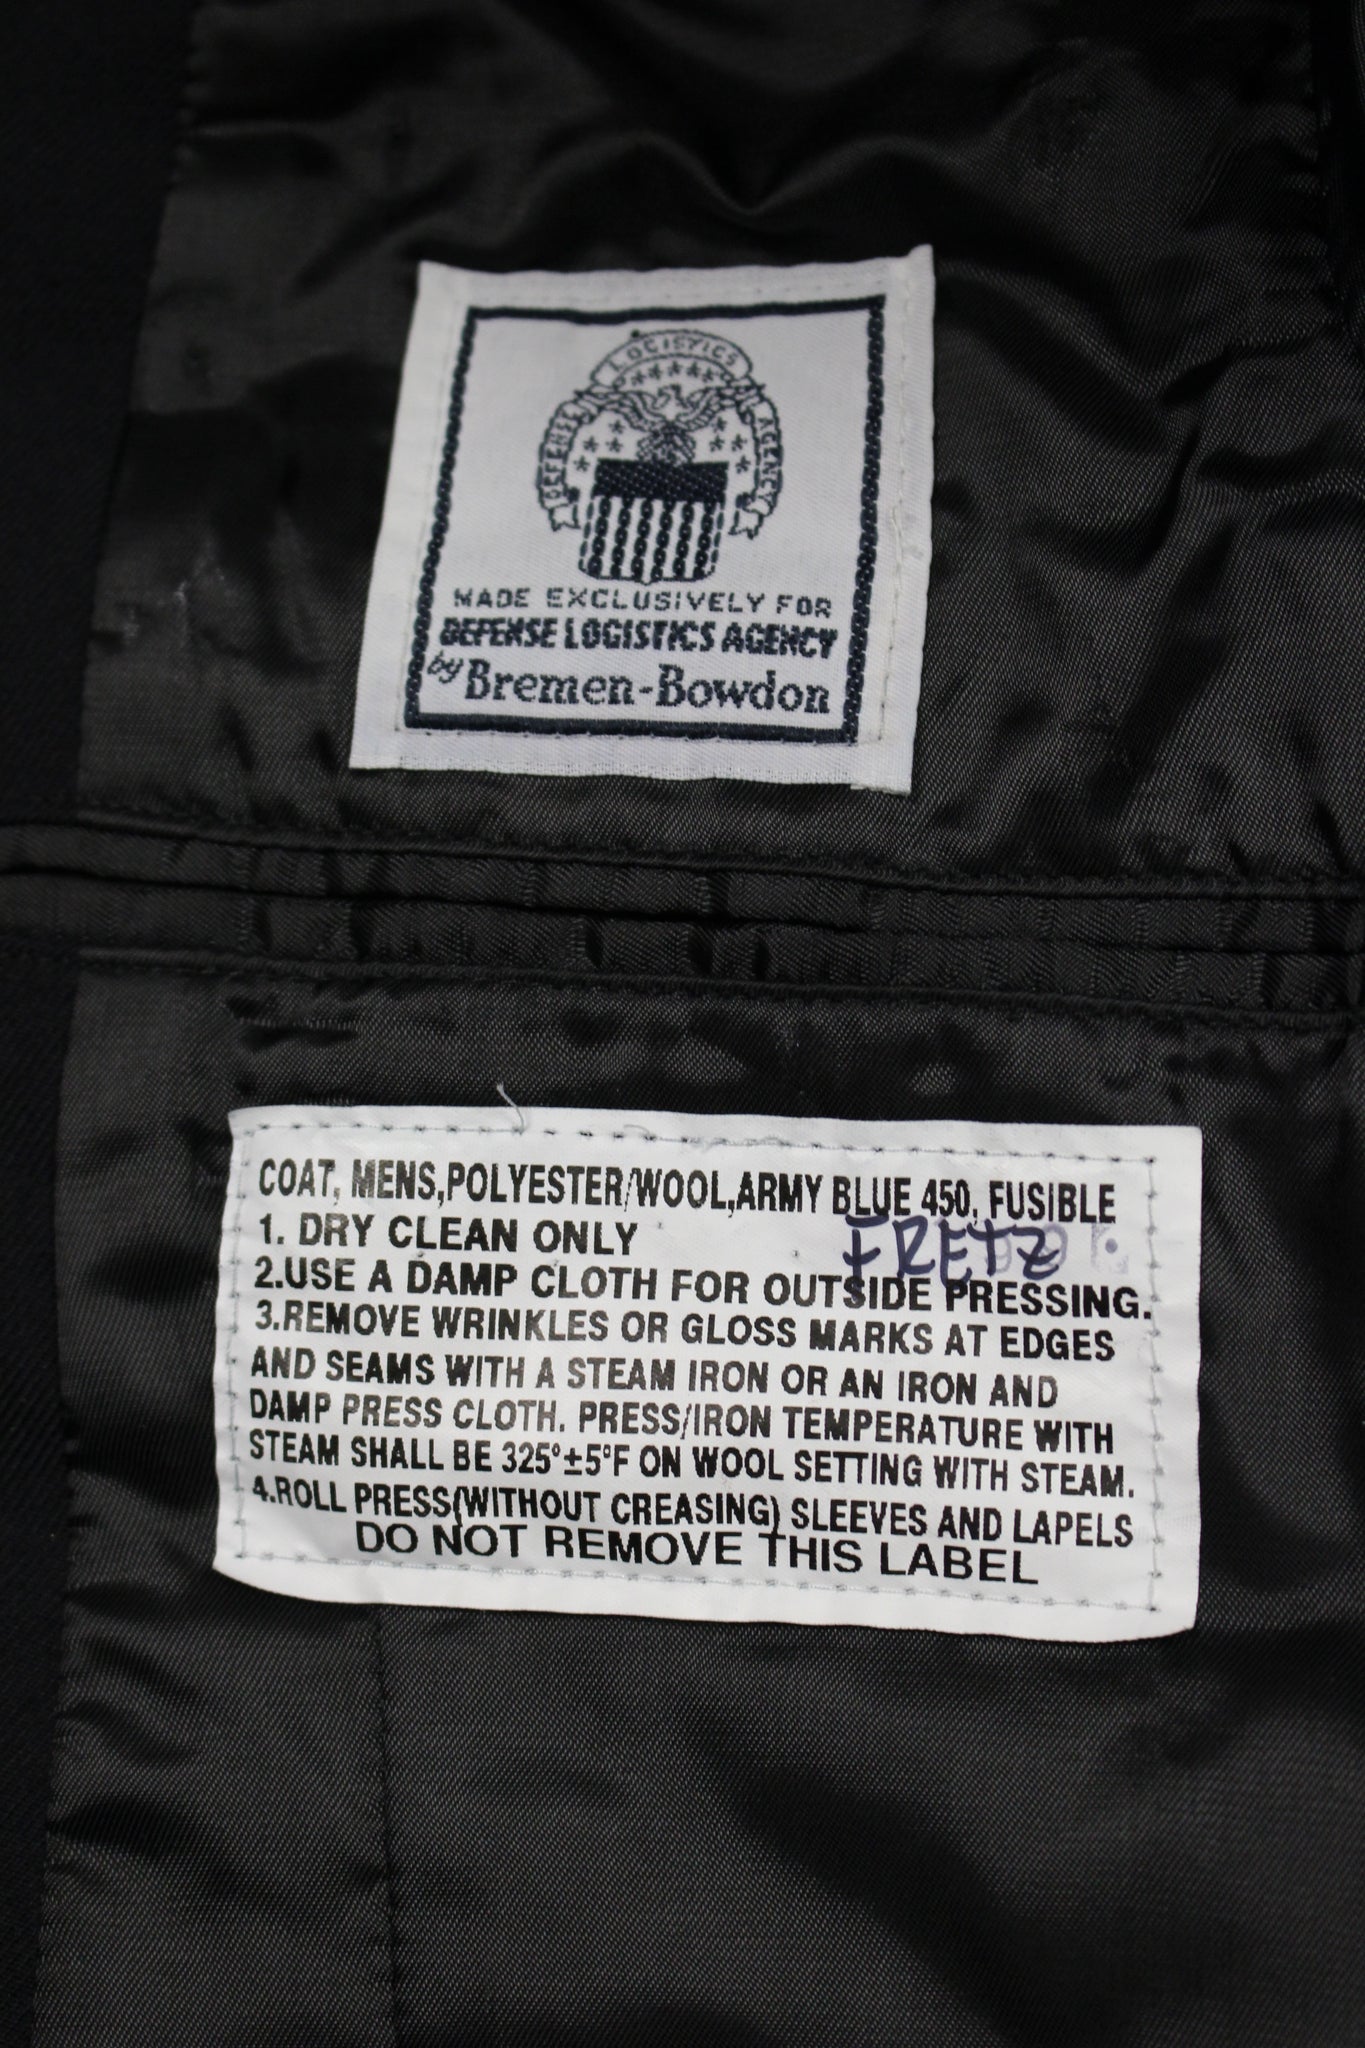 DEFENSE LOGISTICS AGENCY
MADE EXCLUSIVELY FOR
DEFENSE LOGISTICS AGENCY
by Bremen-Bowdon
COAT, MENS,POLYESTER/WOOL,ARMY BLUE 450, FUSIBLE
1. DRY CLEAN ONLY
FRETZ
2.USE A DAMP CLOTH FOR OUTSIDE PRESSING.
3.REMOVE WRINKLES OR GLOSS MARKS AT EDGES
AND SEAMS WITH A STEAM IRON OR AN IRON AND
DAMP PRESS CLOTH. PRESS/IRON TEMPERATURE WITH
STEAM SHALL BE 325°±5°F ON WOOL SETTING WITH STEAM.
4.ROLL PRESS(WITHOUT CREASING) SLEEVES AND LAPELS
DO NOT REMOVE THIS LABEL